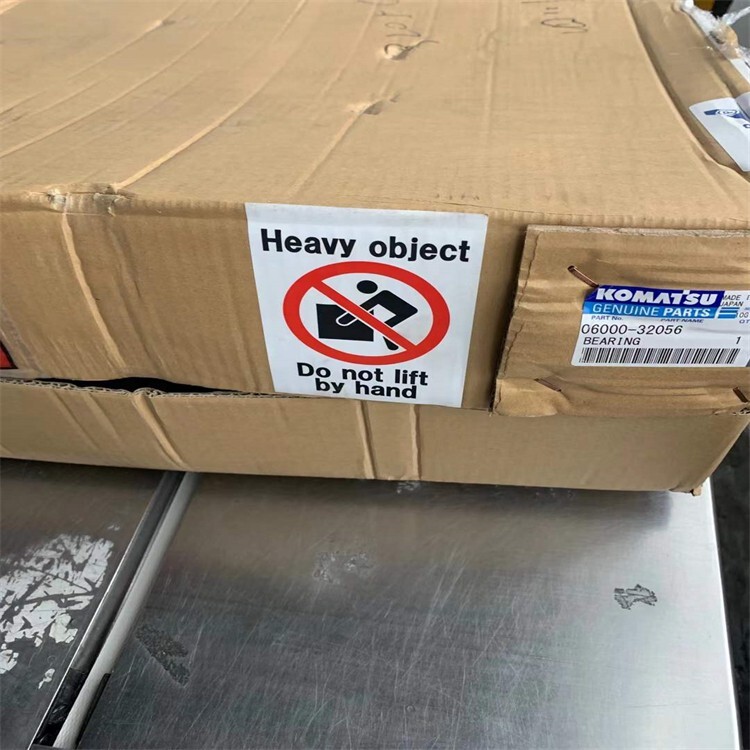 Heavy object
Do not lift
by hand
KOMATSU
GENUINE PARTS
MADE I
JAPAN
PART No.
PART NAME
06000-32056
BEARING
1